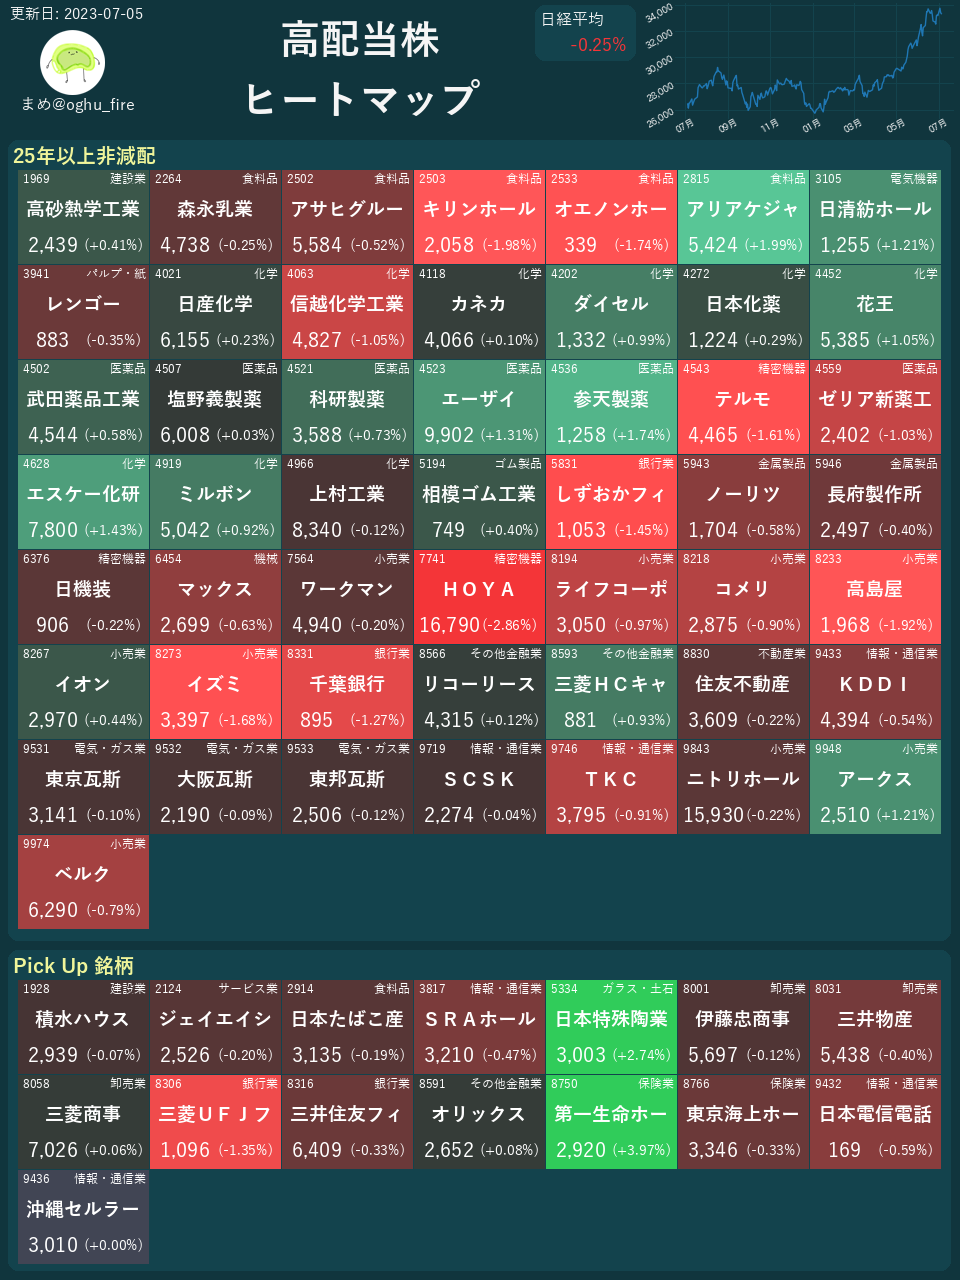 更新日: 2023-07-05
まめ@oghu_fire
高配当株
ヒートマップ
日経平均
-0.25%
34,000
32,000
30,000
28,000
26,000
07月 09月 11月 01月 03月 05月 07月
25年以上非減配
1969 建設業 2264 食料品 2502 食料品 2503 食料品 2533 食料品 2815 食料品 3105 電気機器
高砂熱学工業 森永乳業 アサヒグルー キリンホール オエノンホー アリアケジャ 日清紡ホール
2,439 (+0.41%) 4,738 (-0.25%) 5,584 (-0.52%) 2,058 (-1.98%) 339 (-1.74%) 5,424 (+1.99%) 1,255 (+1.21%)
3941 パルプ・紙 4021 化学 4063 化学 4118 化学 4202 化学 4272 化学 4452 化学
レンゴー 日産化学 信越化学工業 カネカ ダイセル 日本化薬 花王
883 (-0.35%) 6,155 (+0.23%) 4,827 (-1.05%) 4,066 (+0.10%) 1,332 (+0.99%) 1,224 (+0.29%) 5,385 (+1.05%)
4502 医薬品 4507 医薬品 4521 医薬品 4523 医薬品 4536 医薬品 4543 精密機器 4559 医薬品
武田薬品工業 塩野義製薬 科研製薬 エーザイ 参天製薬 テルモ ゼリア新薬工
4,544 (+0.58%) 6,008 (+0.03%) 3,588 (+0.73%) 9,902 (+1.31%) 1,258 (+1.74%) 4,465 (-1.61%) 2,402 (-1.03%)
4628 化学 4919 化学 4966 化学 5194 ゴム製品 5831 銀行業 5943 金属製品 5946 金属製品
エスケー化研 ミルボン 上村工業 相模ゴム工業 しずおかフィ ノーリツ 長府製作所
7,800 (+1.43%) 5,042 (+0.92%) 8,340 (-0.12%) 749 (+0.40%) 1,053 (-1.45%) 1,704 (-0.58%) 2,497 (-0.40%)
6376 精密機器 6454 機械 7564 小売業 7741 精密機器 8194 小売業 8218 小売業 8233 小売業
日機装 マックス ワークマン ＨＯＹＡ ライフコーポ コメリ 高島屋
906 (-0.22%) 2,699 (-0.63%) 4,940 (-0.20%) 16,790 (-2.86%) 3,050 (-0.97%) 2,875 (-0.90%) 1,968 (-1.92%)
8267 小売業 8273 小売業 8331 銀行業 8566 その他金融業 8593 その他金融業 8830 不動産業 9433 情報・通信業
イオン イズミ 千葉銀行 リコーリース 三菱ＨＣキャ 住友不動産 ＫＤＤＩ
2,970 (+0.44%) 3,397 (-1.68%) 895 (-1.27%) 4,315 (+0.12%) 881 (+0.93%) 3,609 (-0.22%) 4,394 (-0.54%)
9531 電気・ガス業 9532 電気・ガス業 9533 電気・ガス業 9719 情報・通信業 9746 情報・通信業 9843 小売業 9948 小売業
東京瓦斯 大阪瓦斯 東邦瓦斯 ＳＣＳＫ ＴＫＣ ニトリホール アークス
3,141 (-0.10%) 2,190 (-0.09%) 2,506 (-0.12%) 2,274 (-0.04%) 3,795 (-0.91%) 15,930 (-0.22%) 2,510 (+1.21%)
9974 小売業
ベルク
6,290 (-0.79%)
Pick Up 銘柄
1928 建設業 2124 サービス業 2914 食料品 3817 情報・通信業 5334 ガラス・土石 8001 卸売業 8031 卸売業
積水ハウス ジェイエイシ 日本たばこ産 ＳＲＡホール 日本特殊陶業 伊藤忠商事 三井物産
2,939 (-0.07%) 2,526 (-0.20%) 3,135 (-0.19%) 3,210 (-0.47%) 3,003 (+2.74%) 5,697 (-0.12%) 5,438 (-0.40%)
8058 卸売業 8306 銀行業 8316 銀行業 8591 その他金融業 8750 保険業 8766 保険業 9432 情報・通信業
三菱商事 三菱ＵＦＪフ 三井住友フィ オリックス 第一生命ホー 東京海上ホー 日本電信電話
7,026 (+0.06%) 1,096 (-1.35%) 6,409 (-0.33%) 2,652 (+0.08%) 2,920 (+3.97%) 3,346 (-0.33%) 169 (-0.59%)
9436 情報・通信業
沖縄セルラー
3,010 (+0.00%)